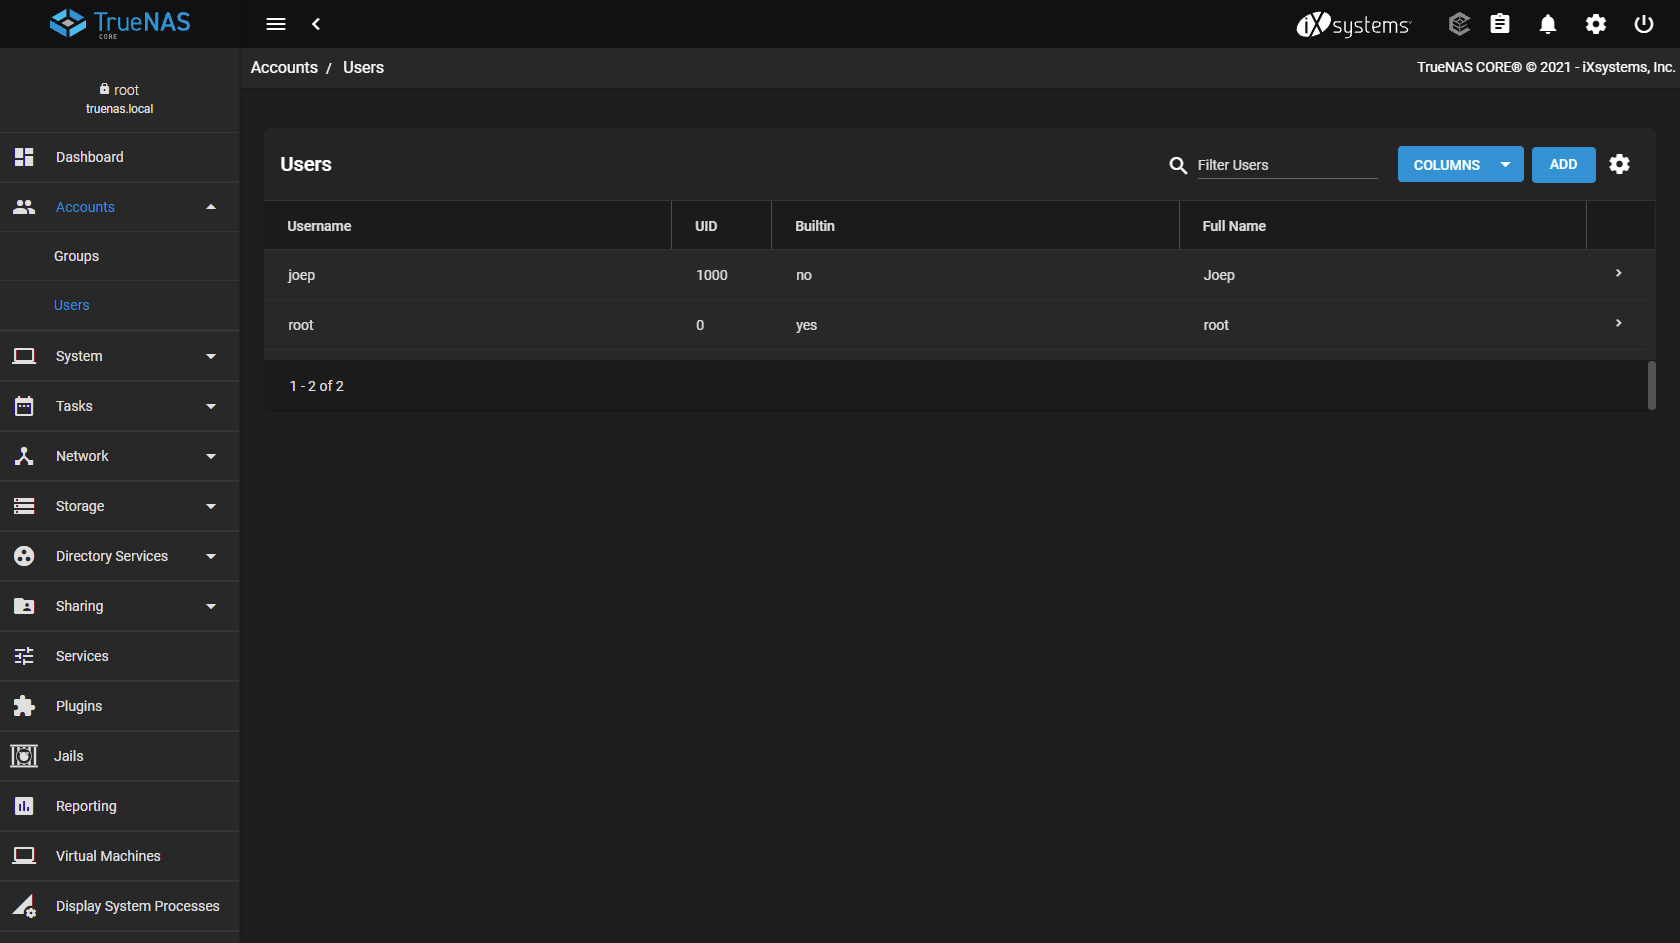 TrueNAS
CORE
iXsystems
Accounts / Users
TrueNAS CORE® © 2021 - iXsystems, Inc.
root
truenas.local
Dashboard
Accounts
Groups
Users
System
Tasks
Network
Storage
Directory Services
Sharing
Services
Plugins
Jails
Reporting
Virtual Machines
Display System Processes
Users
Filter Users
COLUMNS
ADD
Username UID Builtin Full Name
joep 1000 no Joep
root 0 yes root
1 - 2 of 2